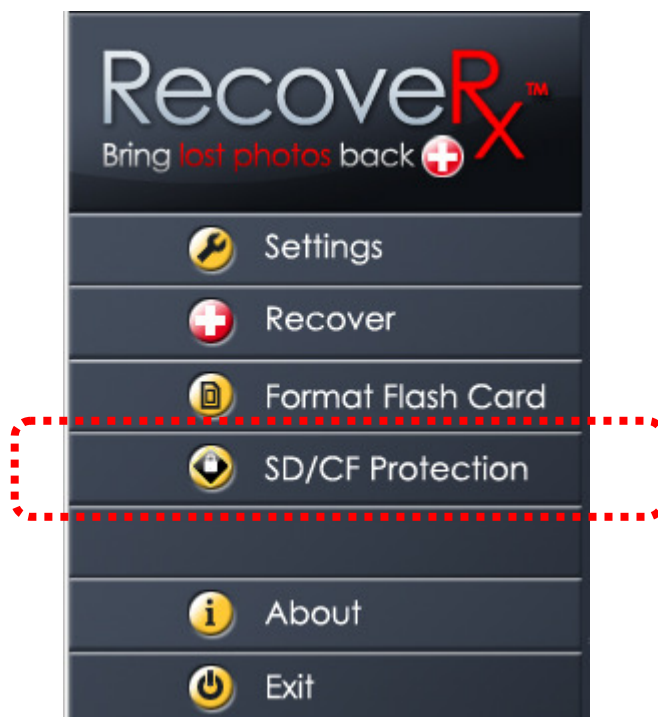 RecoveRx™
Bring lost photos back
Settings
Recover
Format Flash Card
SD/CF Protection
About
Exit